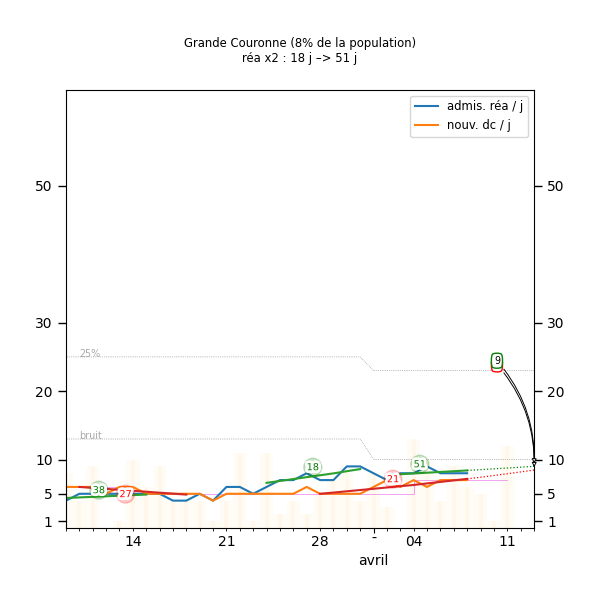 Grande Couronne (8% de la population)
réa x2 : 18 j –> 51 j
admis. réa / j
nouv. dc / j
50 50
30 30
25%
9
20 20
bruit
10 10
18
51
21
38
27
5 5
1 1
14 21 28 - 04 11
avril